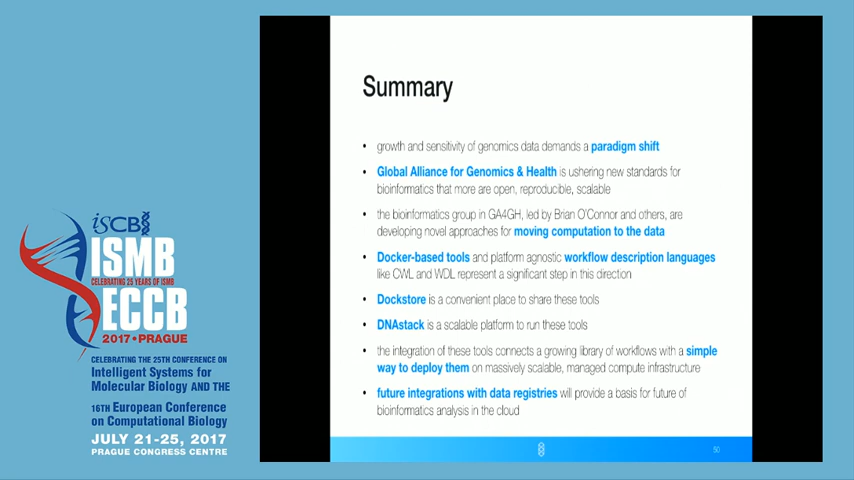 Summary
• growth and sensitivity of genomics data demands a paradigm shift
• Global Alliance for Genomics & Health is ushering new standards for
bioinformatics that more are open, reproducible, scalable
• the bioinformatics group in GA4GH, led by Brian O'Connor and others, are
developing novel approaches for moving computation to the data
• Docker-based tools and platform agnostic workflow description languages
like CWL and WDL represent a significant step in this direction
• Dockstore is a convenient place to share these tools
• DNAstack is a scalable platform to run these tools
• the integration of these tools connects a growing library of workflows with a simple
way to deploy them on massively scalable, managed compute infrastructure
• future integrations with data registries will provide a basis for future of
bioinformatics analysis in the cloud
50
isCB
ISMB
CELEBRATING 25 YEARS OF ISMB
ECCB
2017 • PRAGUE
CELEBRATING THE 25TH CONFERENCE ON
Intelligent Systems for
Molecular Biology AND THE
16TH European Conference
on Computational Biology
JULY 21-25, 2017
PRAGUE CONGRESS CENTRE